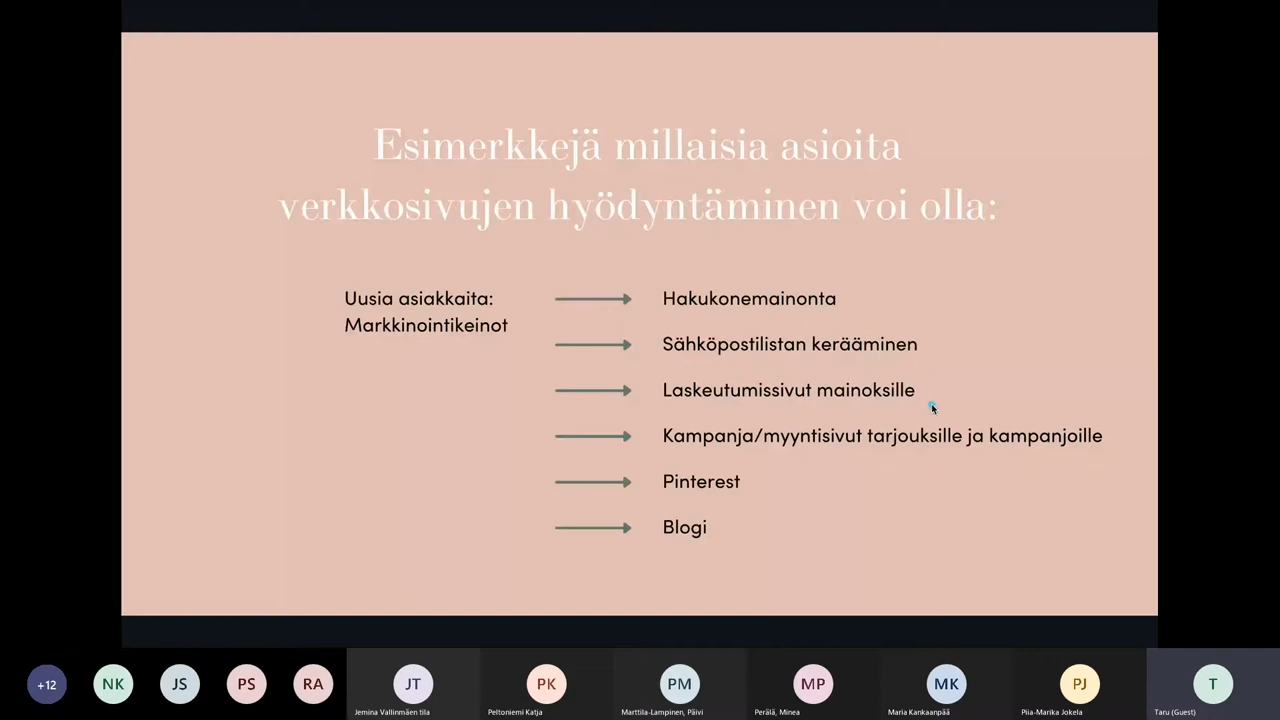 Esimerkkejä millaisia asioita
verkkosivujen hyödyntäminen voi olla:
Uusia asiakkaita:
Markkinointikeinot
Hakukonemainonta
Sähköpostilistan kerääminen
Laskeutumissivut mainoksille
Kampanja/myyntisivut tarjouksille ja kampanjoille
Pinterest
Blogi
+12
NK
JS
PS
RA
JT
PK
PM
MP
MK
PJ
T
Jemina Vallinmäen tila
Peltoniemi Katja
Marttila-Lampinen, Päivi
Perälä, Minea
Maria Kankaanpää
Piia-Marika Jokela
Taru (Guest)